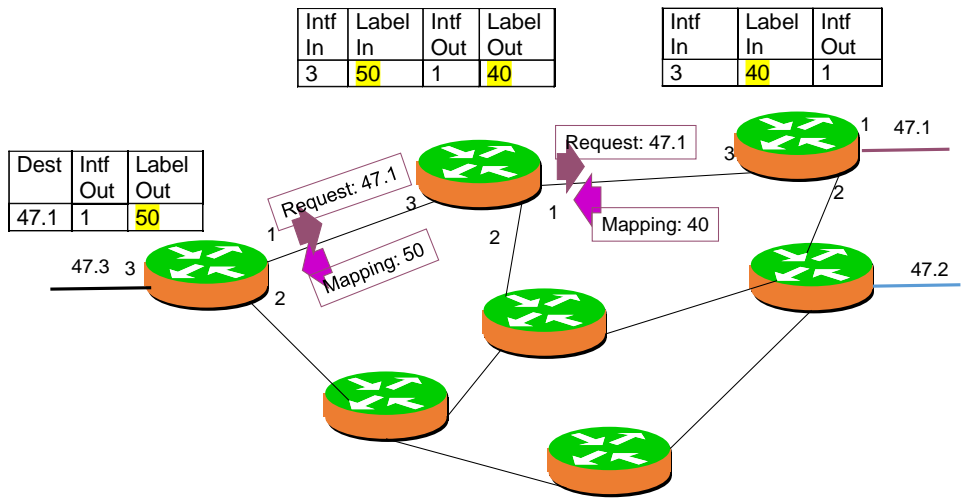 Intf In Label In Intf Out Label Out
3 50 1 40
Intf In Label In Intf Out
3 40 1
Dest Intf Out Label Out
47.1 1 50
Request: 47.1
Mapping: 40
Request: 47.1
Mapping: 50
1
47.1
3
2
3
1
2
1
47.3 3
2
47.2